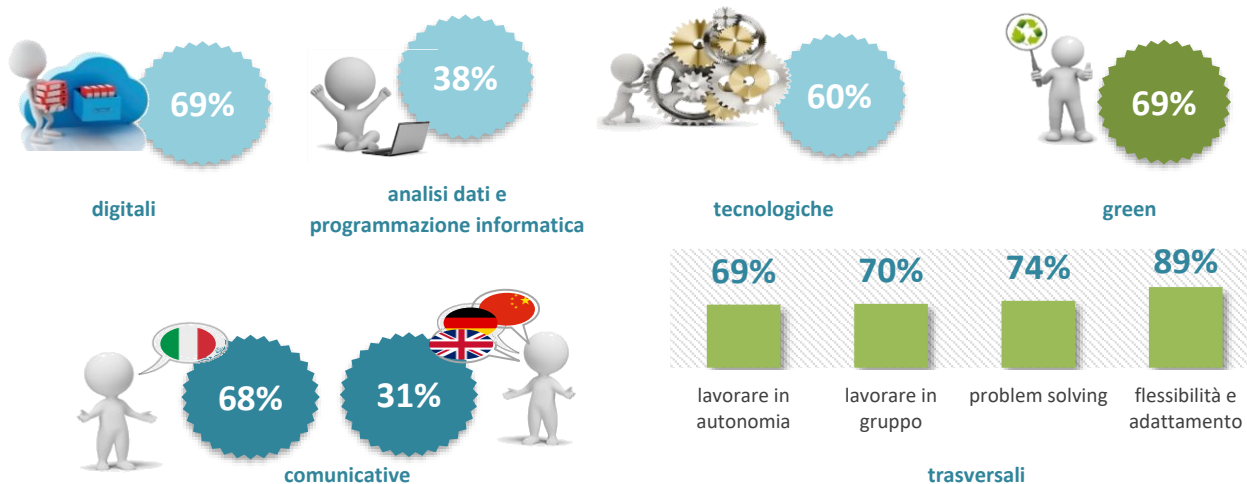 69%
38%
60%
69%
digitali
analisi dati e
programmazione informatica
tecnologiche
green
68%
31%
comunicative
69%
70%
74%
89%
lavorare in
autonomia
lavorare in
gruppo
problem solving
flessibilità e
adattamento
trasversali